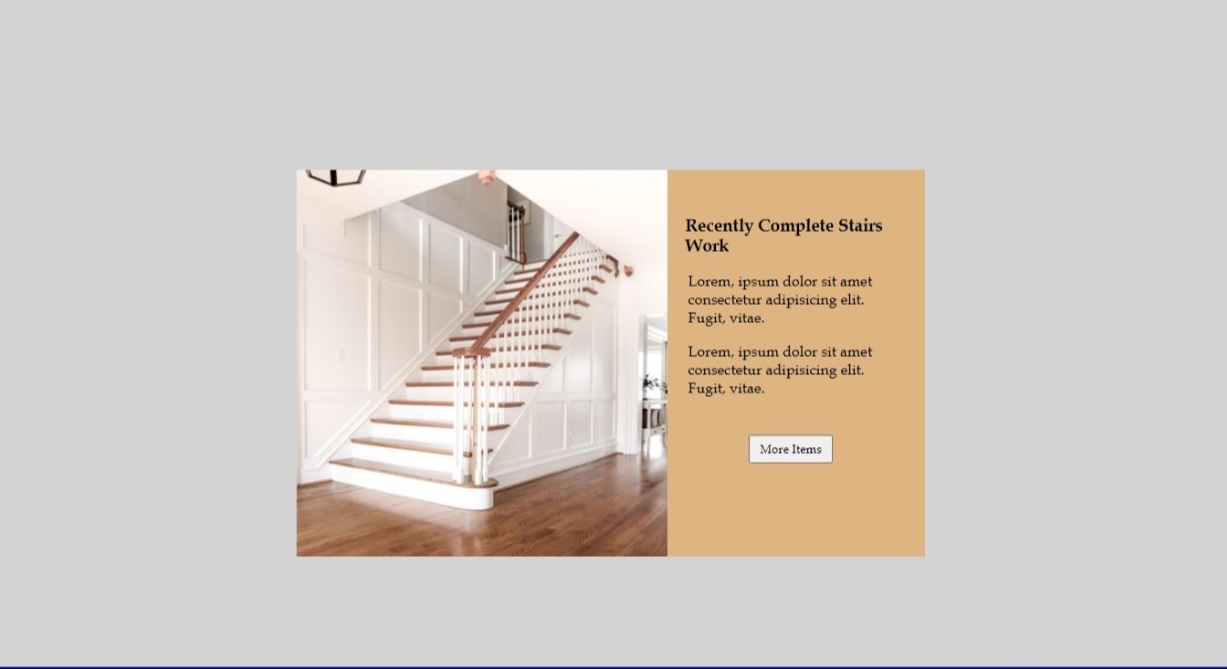 Recently Complete Stairs
Work
Lorem, ipsum dolor sit amet
consectetur adipisicing elit.
Fugit, vitae.
Lorem, ipsum dolor sit amet
consectetur adipisicing elit.
Fugit, vitae.
More Items